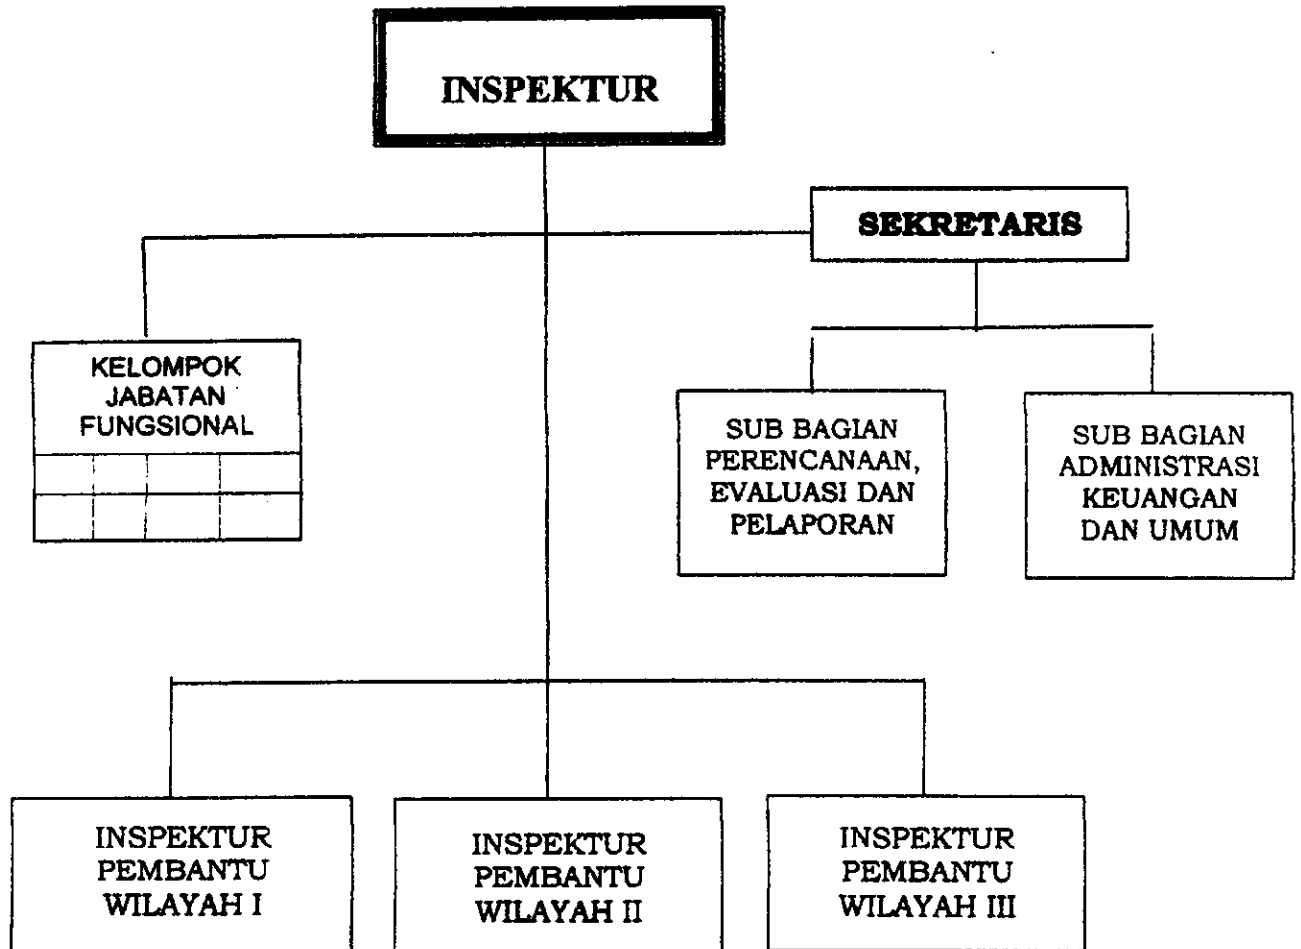 INSPEKTUR
SEKRETARIS
KELOMPOK
JABATAN
FUNGSIONAL
SUB BAGIAN
PERENCANAAN,
EVALUASI DAN
PELAPORAN
SUB BAGIAN
ADMINISTRASI
KEUANGAN
DAN UMUM
INSPEKTUR
PEMBANTU
WILAYAH I
INSPEKTUR
PEMBANTU
WILAYAH II
INSPEKTUR
PEMBANTU
WILAYAH III